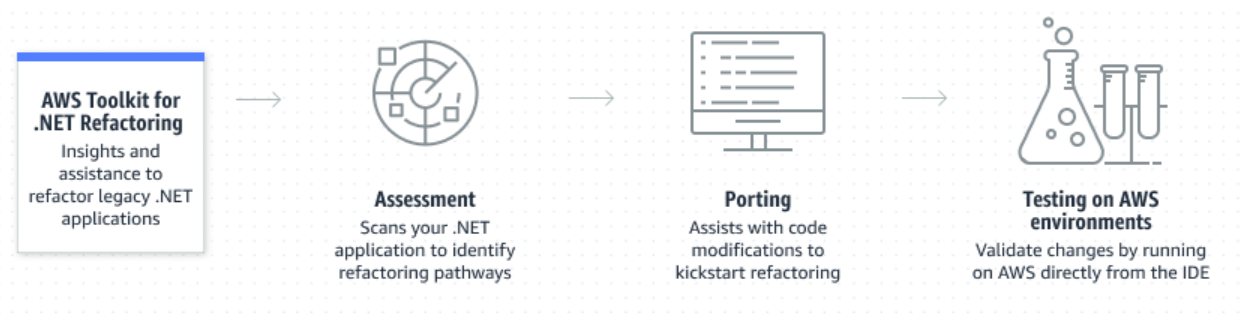 AWS Toolkit for
.NET Refactoring
Insights and
assistance to
refactor legacy .NET
applications
Assessment
Scans your .NET
application to identify
refactoring pathways
Porting
Assists with code
modifications to
kickstart refactoring
Testing on AWS
environments
Validate changes by running
on AWS directly from the IDE